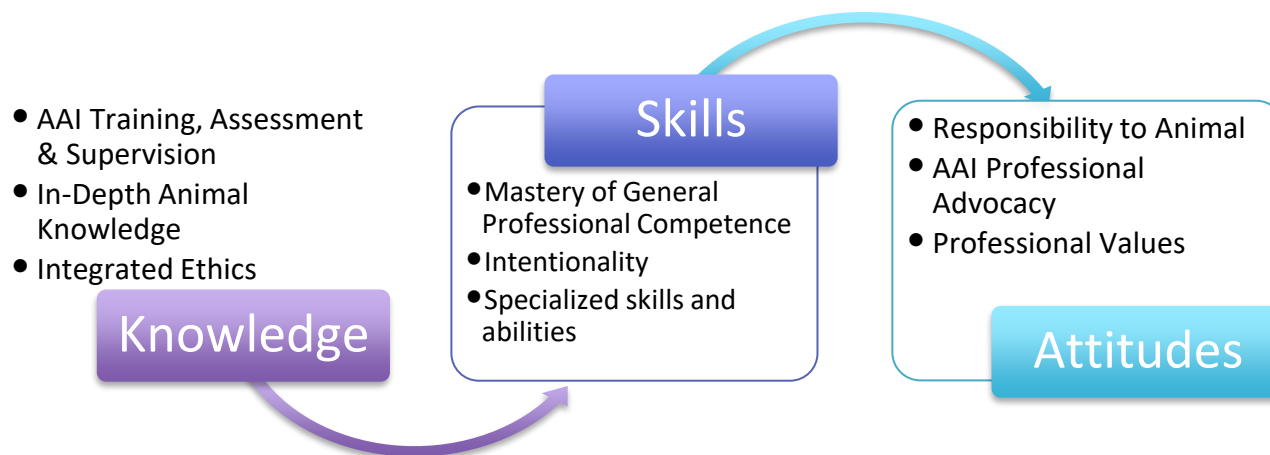 • AAI Training, Assessment
& Supervision
• In-Depth Animal
Knowledge
• Integrated Ethics
Knowledge
Skills
• Mastery of General
Professional Competence
• Intentionality
• Specialized skills and
abilities
• Responsibility to Animal
• AAI Professional
Advocacy
• Professional Values
Attitudes